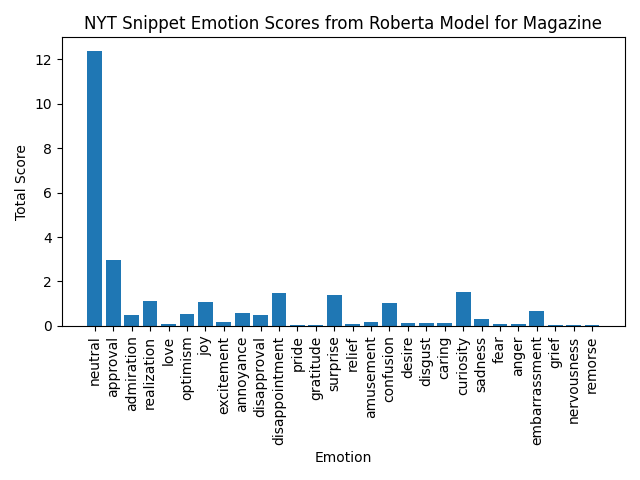 NYT Snippet Emotion Scores from Roberta Model for Magazine
Total Score
12
10
8
6
4
2
0
neutral
approval
admiration
realization
love
optimism
joy
excitement
annoyance
disapproval
disappointment
pride
gratitude
surprise
relief
amusement
confusion
desire
disgust
caring
curiosity
sadness
fear
anger
embarrassment
grief
nervousness
remorse
Emotion